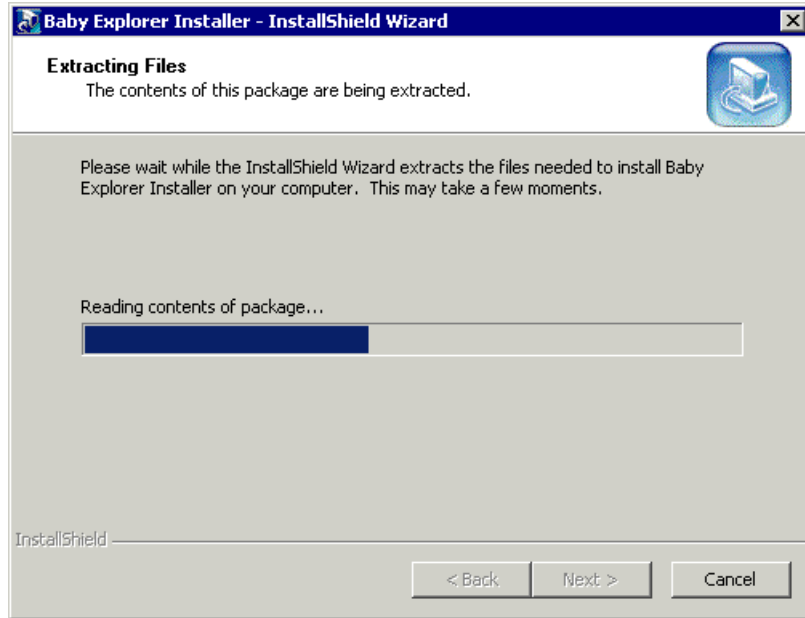 Baby Explorer Installer - InstallShield Wizard
Extracting Files
The contents of this package are being extracted.
Please wait while the InstallShield Wizard extracts the files needed to install Baby
Explorer Installer on your computer.  This may take a few moments.
Reading contents of package...
InstallShield
< Back
Next >
Cancel